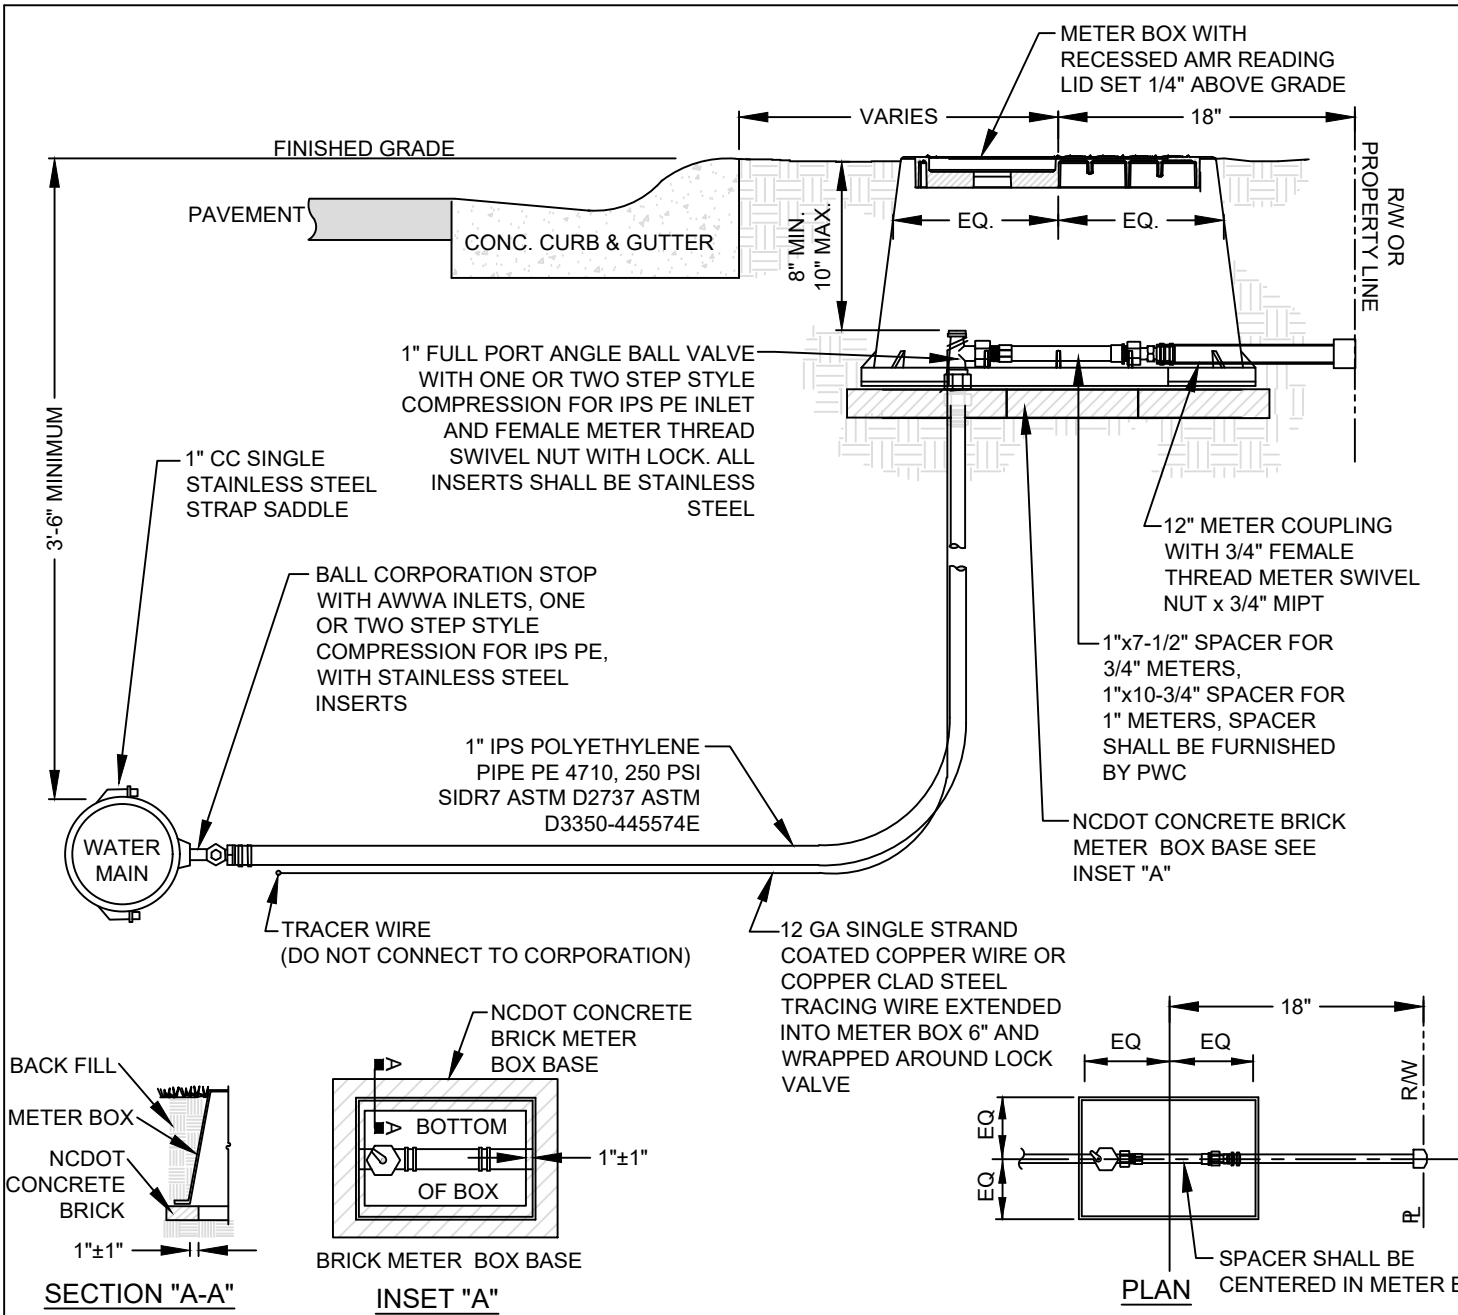 METER BOX WITH
RECESSED AMR READING
LID SET 1/4" ABOVE GRADE
VARIES
18"
FINISHED GRADE
PAVEMENT
CONC. CURB & GUTTER
EQ.
EQ.
8" MIN.
10" MAX.
R/W OR
PROPERTY LINE
3'-6" MINIMUM
1" FULL PORT ANGLE BALL VALVE
WITH ONE OR TWO STEP STYLE
COMPRESSION FOR IPS PE INLET
AND FEMALE METER THREAD
SWIVEL NUT WITH LOCK. ALL
INSERTS SHALL BE STAINLESS
STEEL
1" CC SINGLE
STAINLESS STEEL
STRAP SADDLE
BALL CORPORATION STOP
WITH AWWA INLETS, ONE
OR TWO STEP STYLE
COMPRESSION FOR IPS PE,
WITH STAINLESS STEEL
INSERTS
12" METER COUPLING
WITH 3/4" FEMALE
THREAD METER SWIVEL
NUT x 3/4" MIPT
1"x7-1/2" SPACER FOR
3/4" METERS,
1"x10-3/4" SPACER FOR
1" METERS, SPACER
SHALL BE FURNISHED
BY PWC
1" IPS POLYETHYLENE
PIPE PE 4710, 250 PSI
SIDR7 ASTM D2737 ASTM
D3350-445574E
NCDOT CONCRETE BRICK
METER BOX BASE SEE
INSET "A"
WATER
MAIN
TRACER WIRE
(DO NOT CONNECT TO CORPORATION)
12 GA SINGLE STRAND
COATED COPPER WIRE OR
COPPER CLAD STEEL
TRACING WIRE EXTENDED
INTO METER BOX 6" AND
WRAPPED AROUND LOCK
VALVE
BACK FILL
METER BOX
NCDOT
CONCRETE
BRICK
1"±1"
SECTION "A-A"
NCDOT CONCRETE
BRICK METER
BOX BASE
A
A
BOTTOM
OF BOX
1"±1"
BRICK METER BOX BASE
INSET "A"
18"
EQ
EQ
EQ
EQ
R/W
PL
SPACER SHALL BE
CENTERED IN METER
PLAN